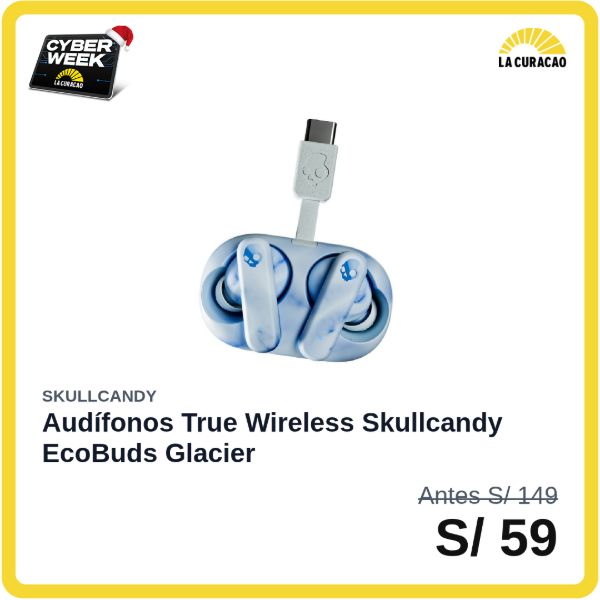 CYBER
WEEK
LA CURACAO
LA CURACAO
SKULLCANDY
Audífonos True Wireless Skullcandy
EcoBuds Glacier
Antes S/ 149
S/ 59